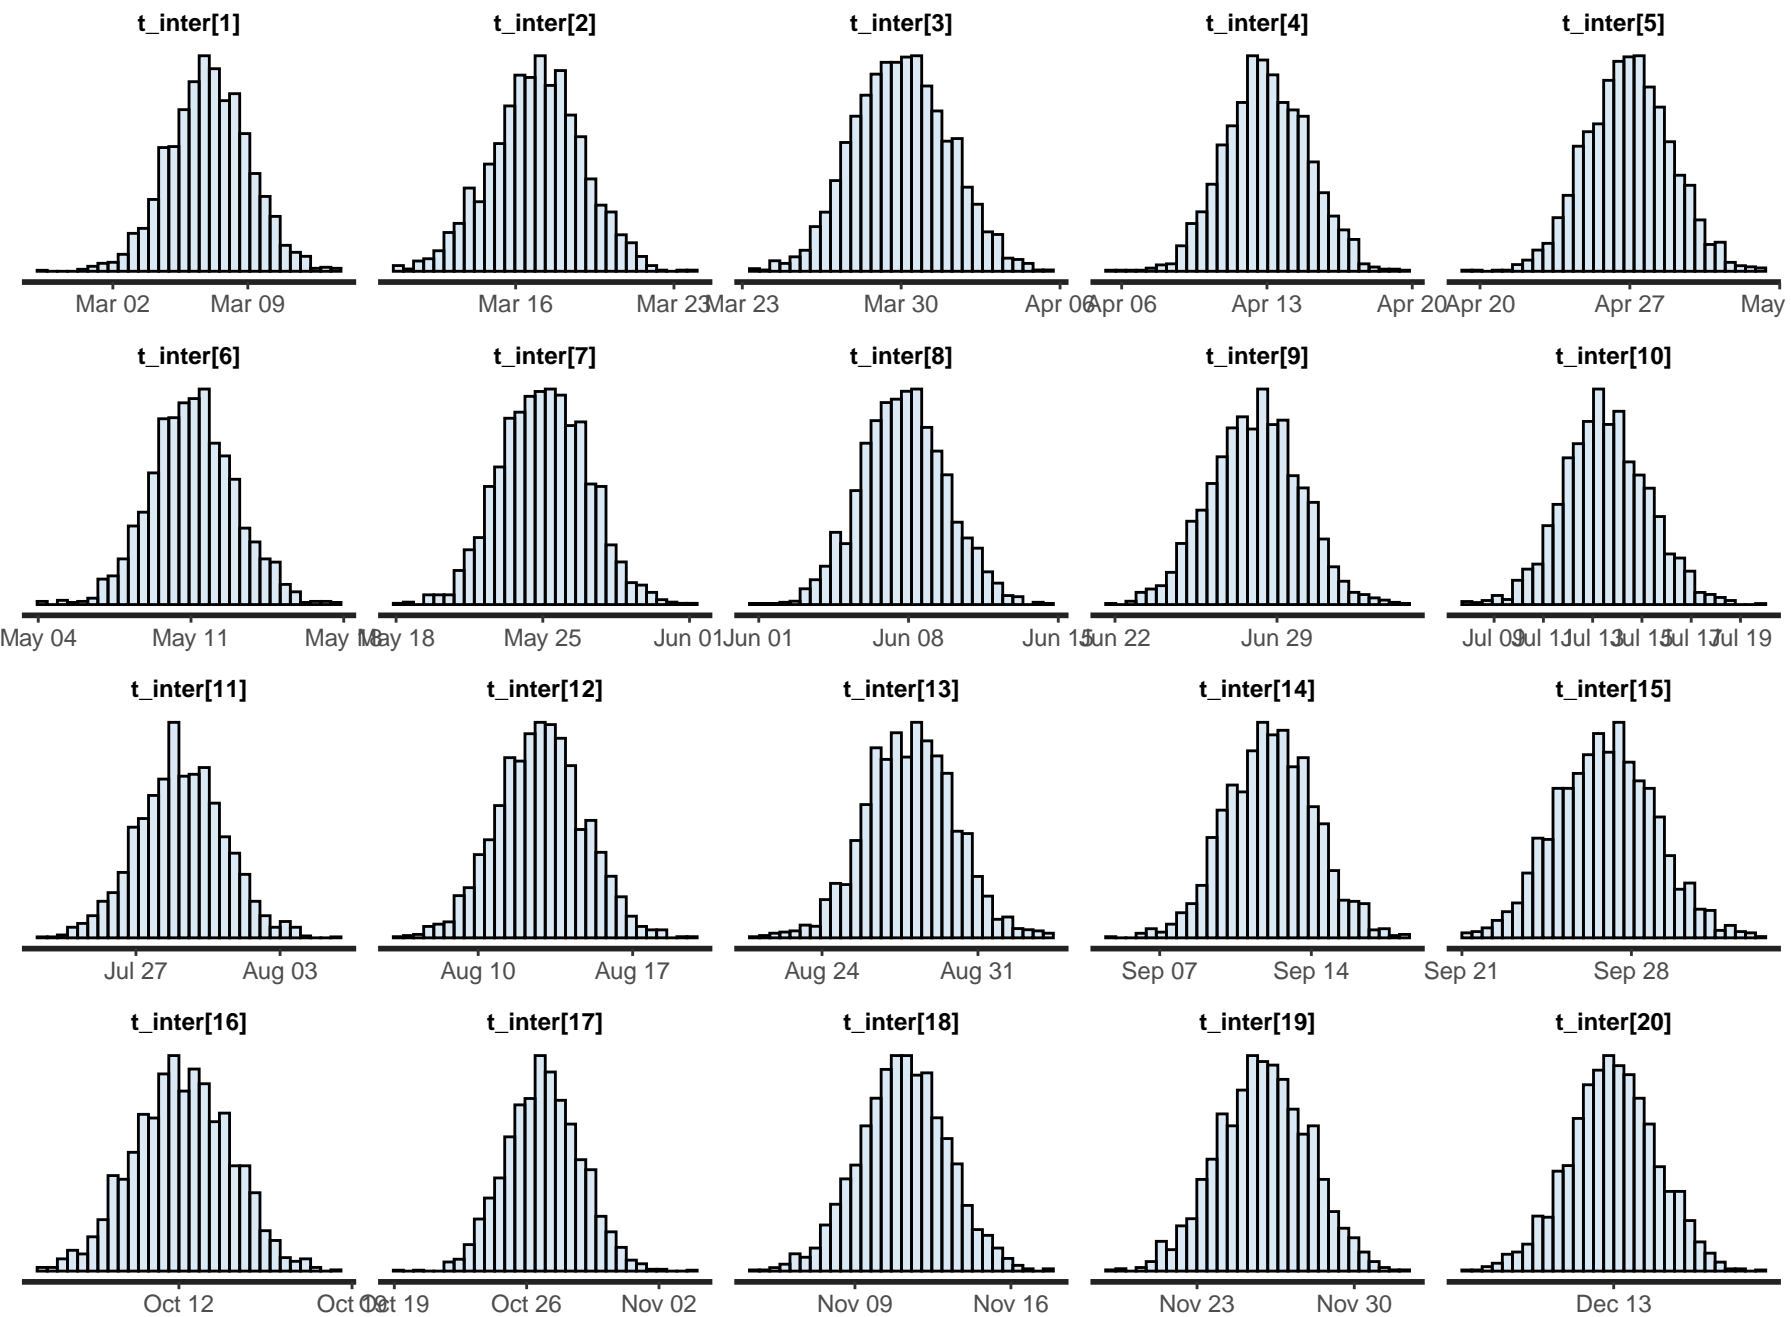 t_inter[1] t_inter[2] t_inter[3] t_inter[4] t_inter[5]
Mar 02 Mar 09 Mar 16 Mar 23 Mar 23 Mar 30 Apr 06 Apr 06 Apr 13 Apr 20 Apr 20 Apr 27 May
t_inter[6] t_inter[7] t_inter[8] t_inter[9] t_inter[10]
May 04 May 11 May 18 May 18 May 25 Jun 01 Jun 01 Jun 08 Jun 15 Jun 22 Jun 29 Jul 09 Jul 11 Jul 13 Jul 15 Jul 17 Jul 19
t_inter[11] t_inter[12] t_inter[13] t_inter[14] t_inter[15]
Jul 27 Aug 03 Aug 10 Aug 17 Aug 24 Aug 31 Sep 07 Sep 14 Sep 21 Sep 28
t_inter[16] t_inter[17] t_inter[18] t_inter[19] t_inter[20]
Oct 12 Oct 19 Oct 19 Oct 26 Nov 02 Nov 09 Nov 16 Nov 23 Nov 30 Dec 13